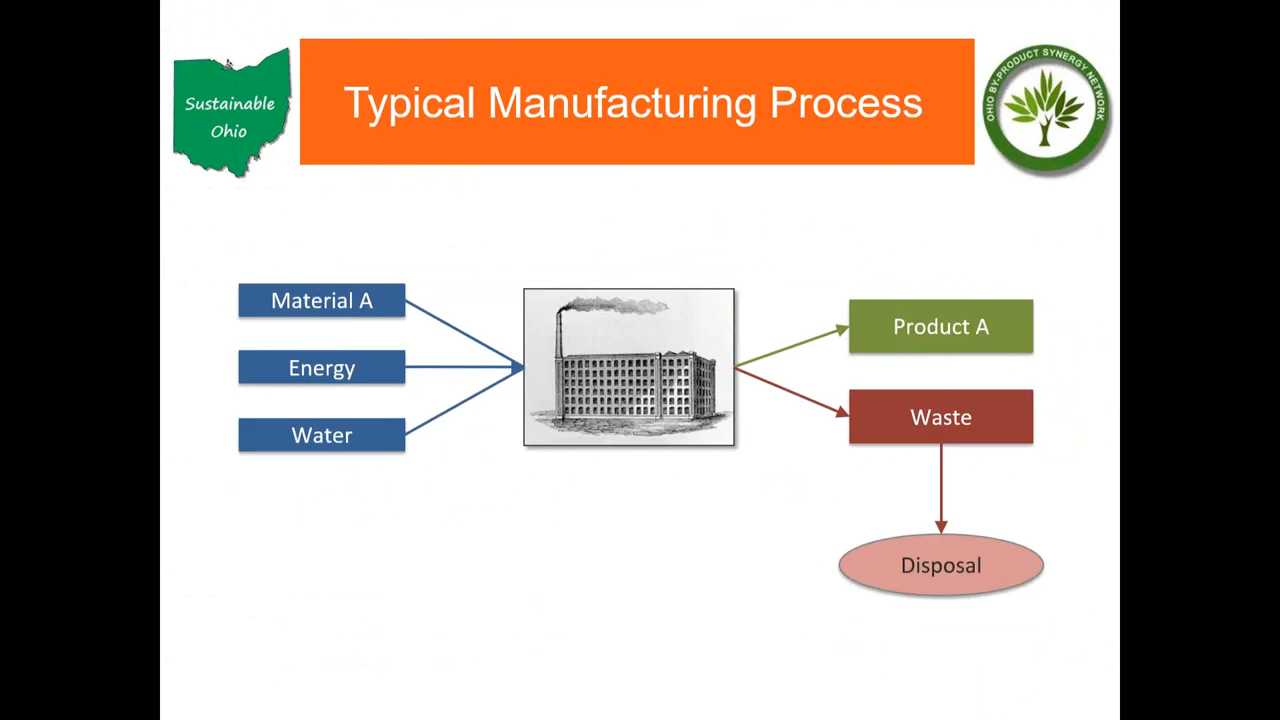 Sustainable
Ohio
Typical Manufacturing Process
OHIO BY-PRODUCT SYNERGY NETWORK
Material A
Energy
Water
Product A
Waste
Disposal